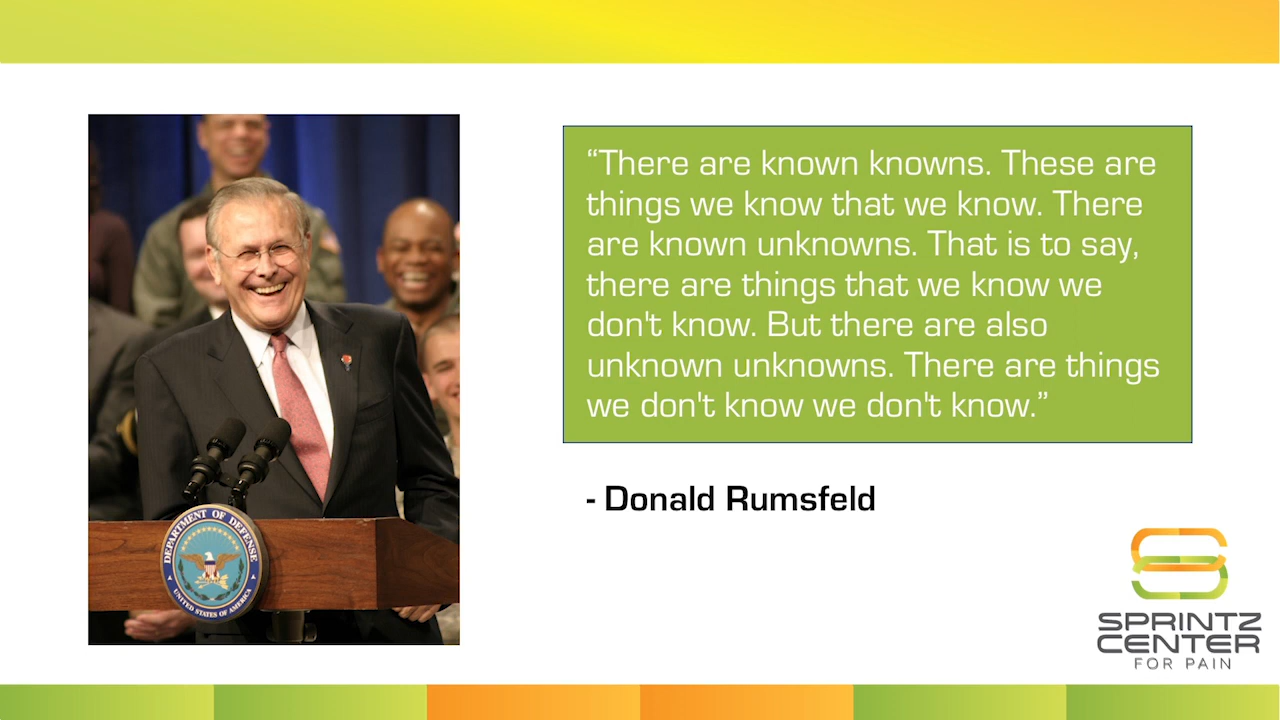 “There are known knowns. These are
things we know that we know. There
are known unknowns. That is to say,
there are things that we know we
don't know. But there are also
unknown unknowns. There are things
we don't know we don't know.”
- Donald Rumsfeld
DEPARTMENT OF DEFENSE
UNITED STATES OF AMERICA
SPRINTZ
CENTER
FOR PAIN